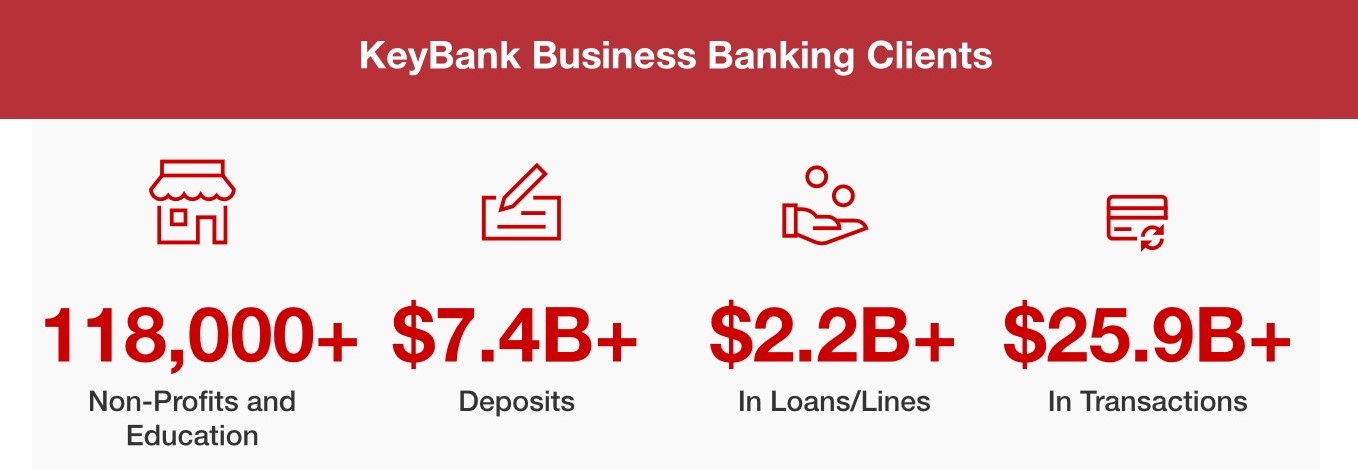 KeyBank Business Banking Clients
118,000+
Non-Profits and
Education
$7.4B+
Deposits
$2.2B+
In Loans/Lines
$25.9B+
In Transactions